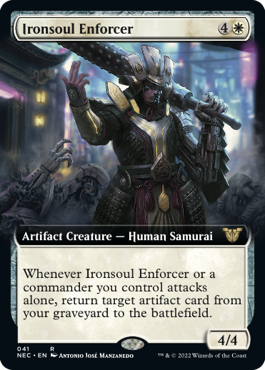 Ironsoul Enforcer 4
Artifact Creature — Human Samurai
Whenever Ironsoul Enforcer or a
commander you control attacks
alone, return target artifact card from
your graveyard to the battlefield.
4/4
041 R
NEC • EN Antonio José Manzanedo ™ & © 2022 Wizards of the Coast